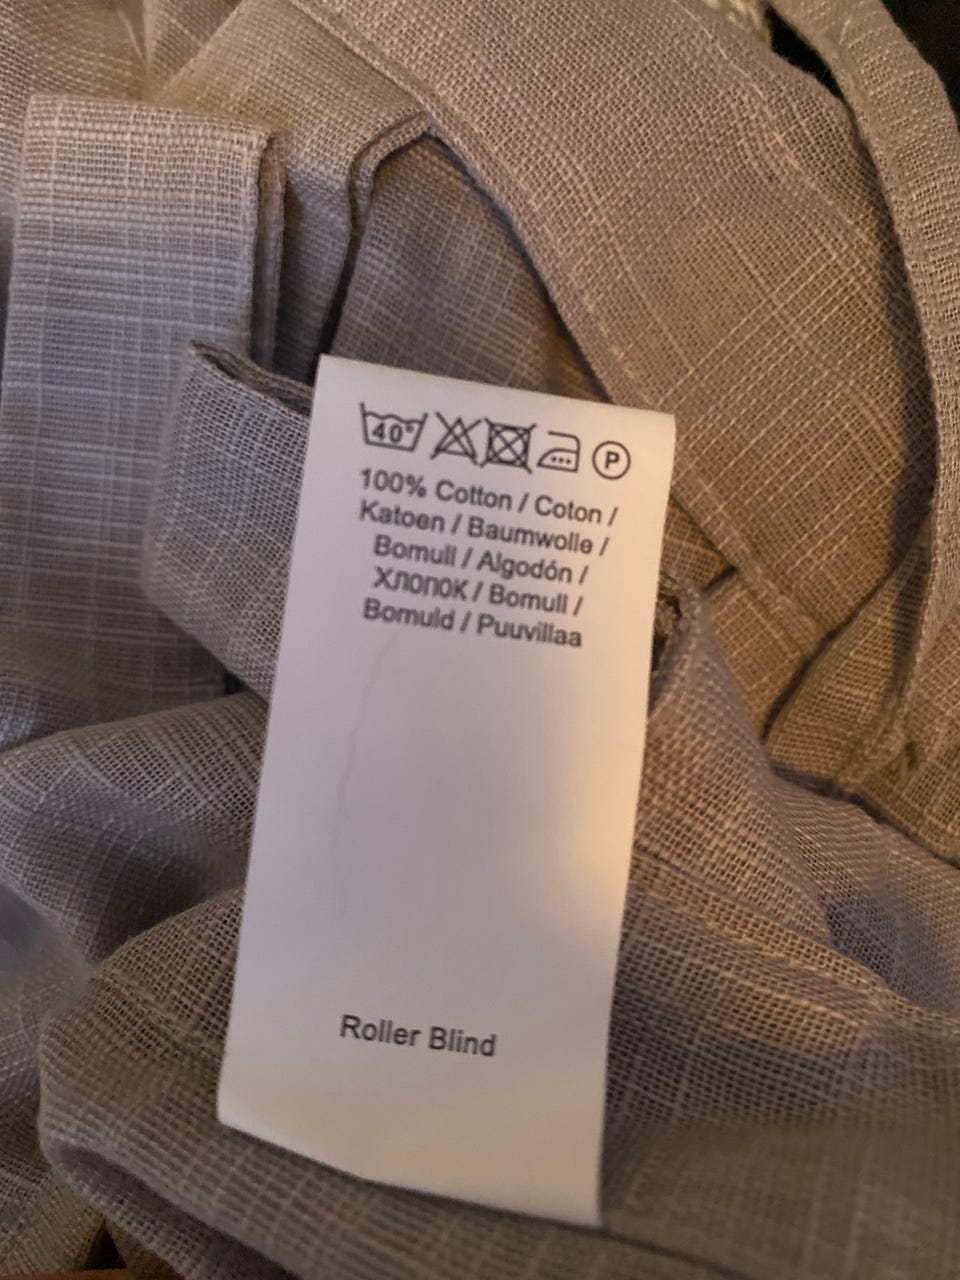 40°
P
100% Cotton / Coton /
Katoen / Baumwolle /
Bomull / Algodón /
Хлопок / Bomull /
Bomuld / Puuvillaa
Roller Blind